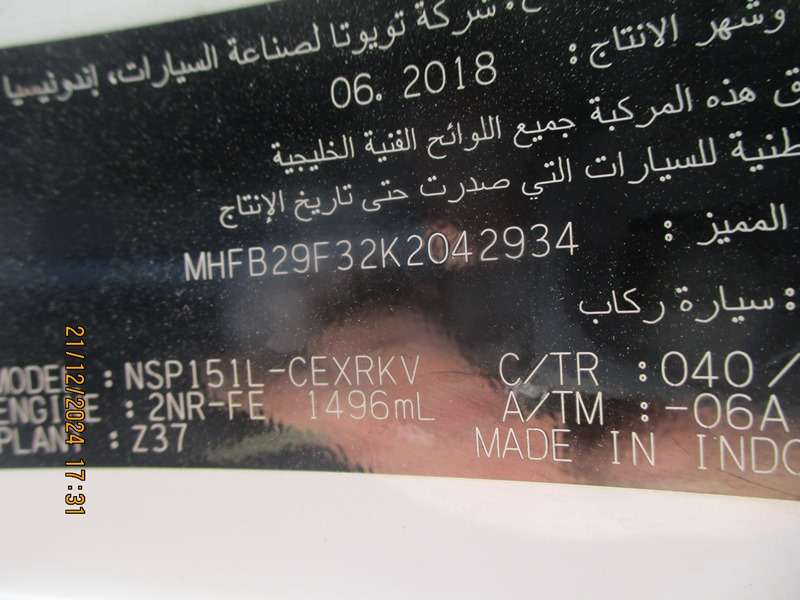 ع: شركة تويوتا لصناعة السيارات، إندونيسيا
وشهر الانتاج: 06. 2018
ق هذه المركبة جميع اللوائح الفنية الخليجية
طنية للسيارات التي صدرت حتى تاريخ الإنتاج
المميز : MHFB29F32K2042934
: سيارة ركاب
MODEL : NSP151L-CEXRKV C/TR :040/
ENGINE : 2NR-FE 1496mL A/TM :-06A
PLANT : Z37 MADE IN INDO
21/12/2024 17:31